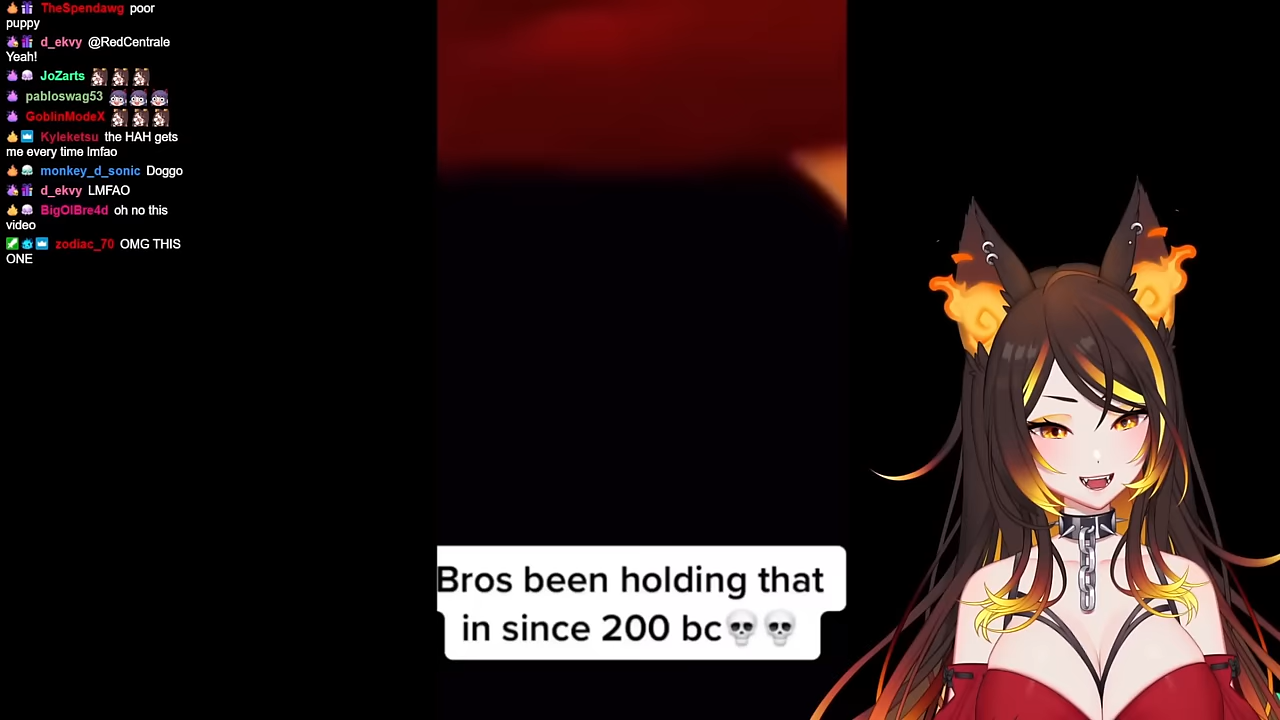 TheSpendawg poor
puppy
d_ekvy @RedCentrale
Yeah!
JoZarts
pabloswag53
GoblinModeX
Kyleketsu the HAH gets
me every time lmfao
monkey_d_sonic Doggo
d_ekvy LMFAO
BigOlBre4d oh no this
video
zodiac_70 OMG THIS
ONE
Bros been holding that
in since 200 bc💀💀